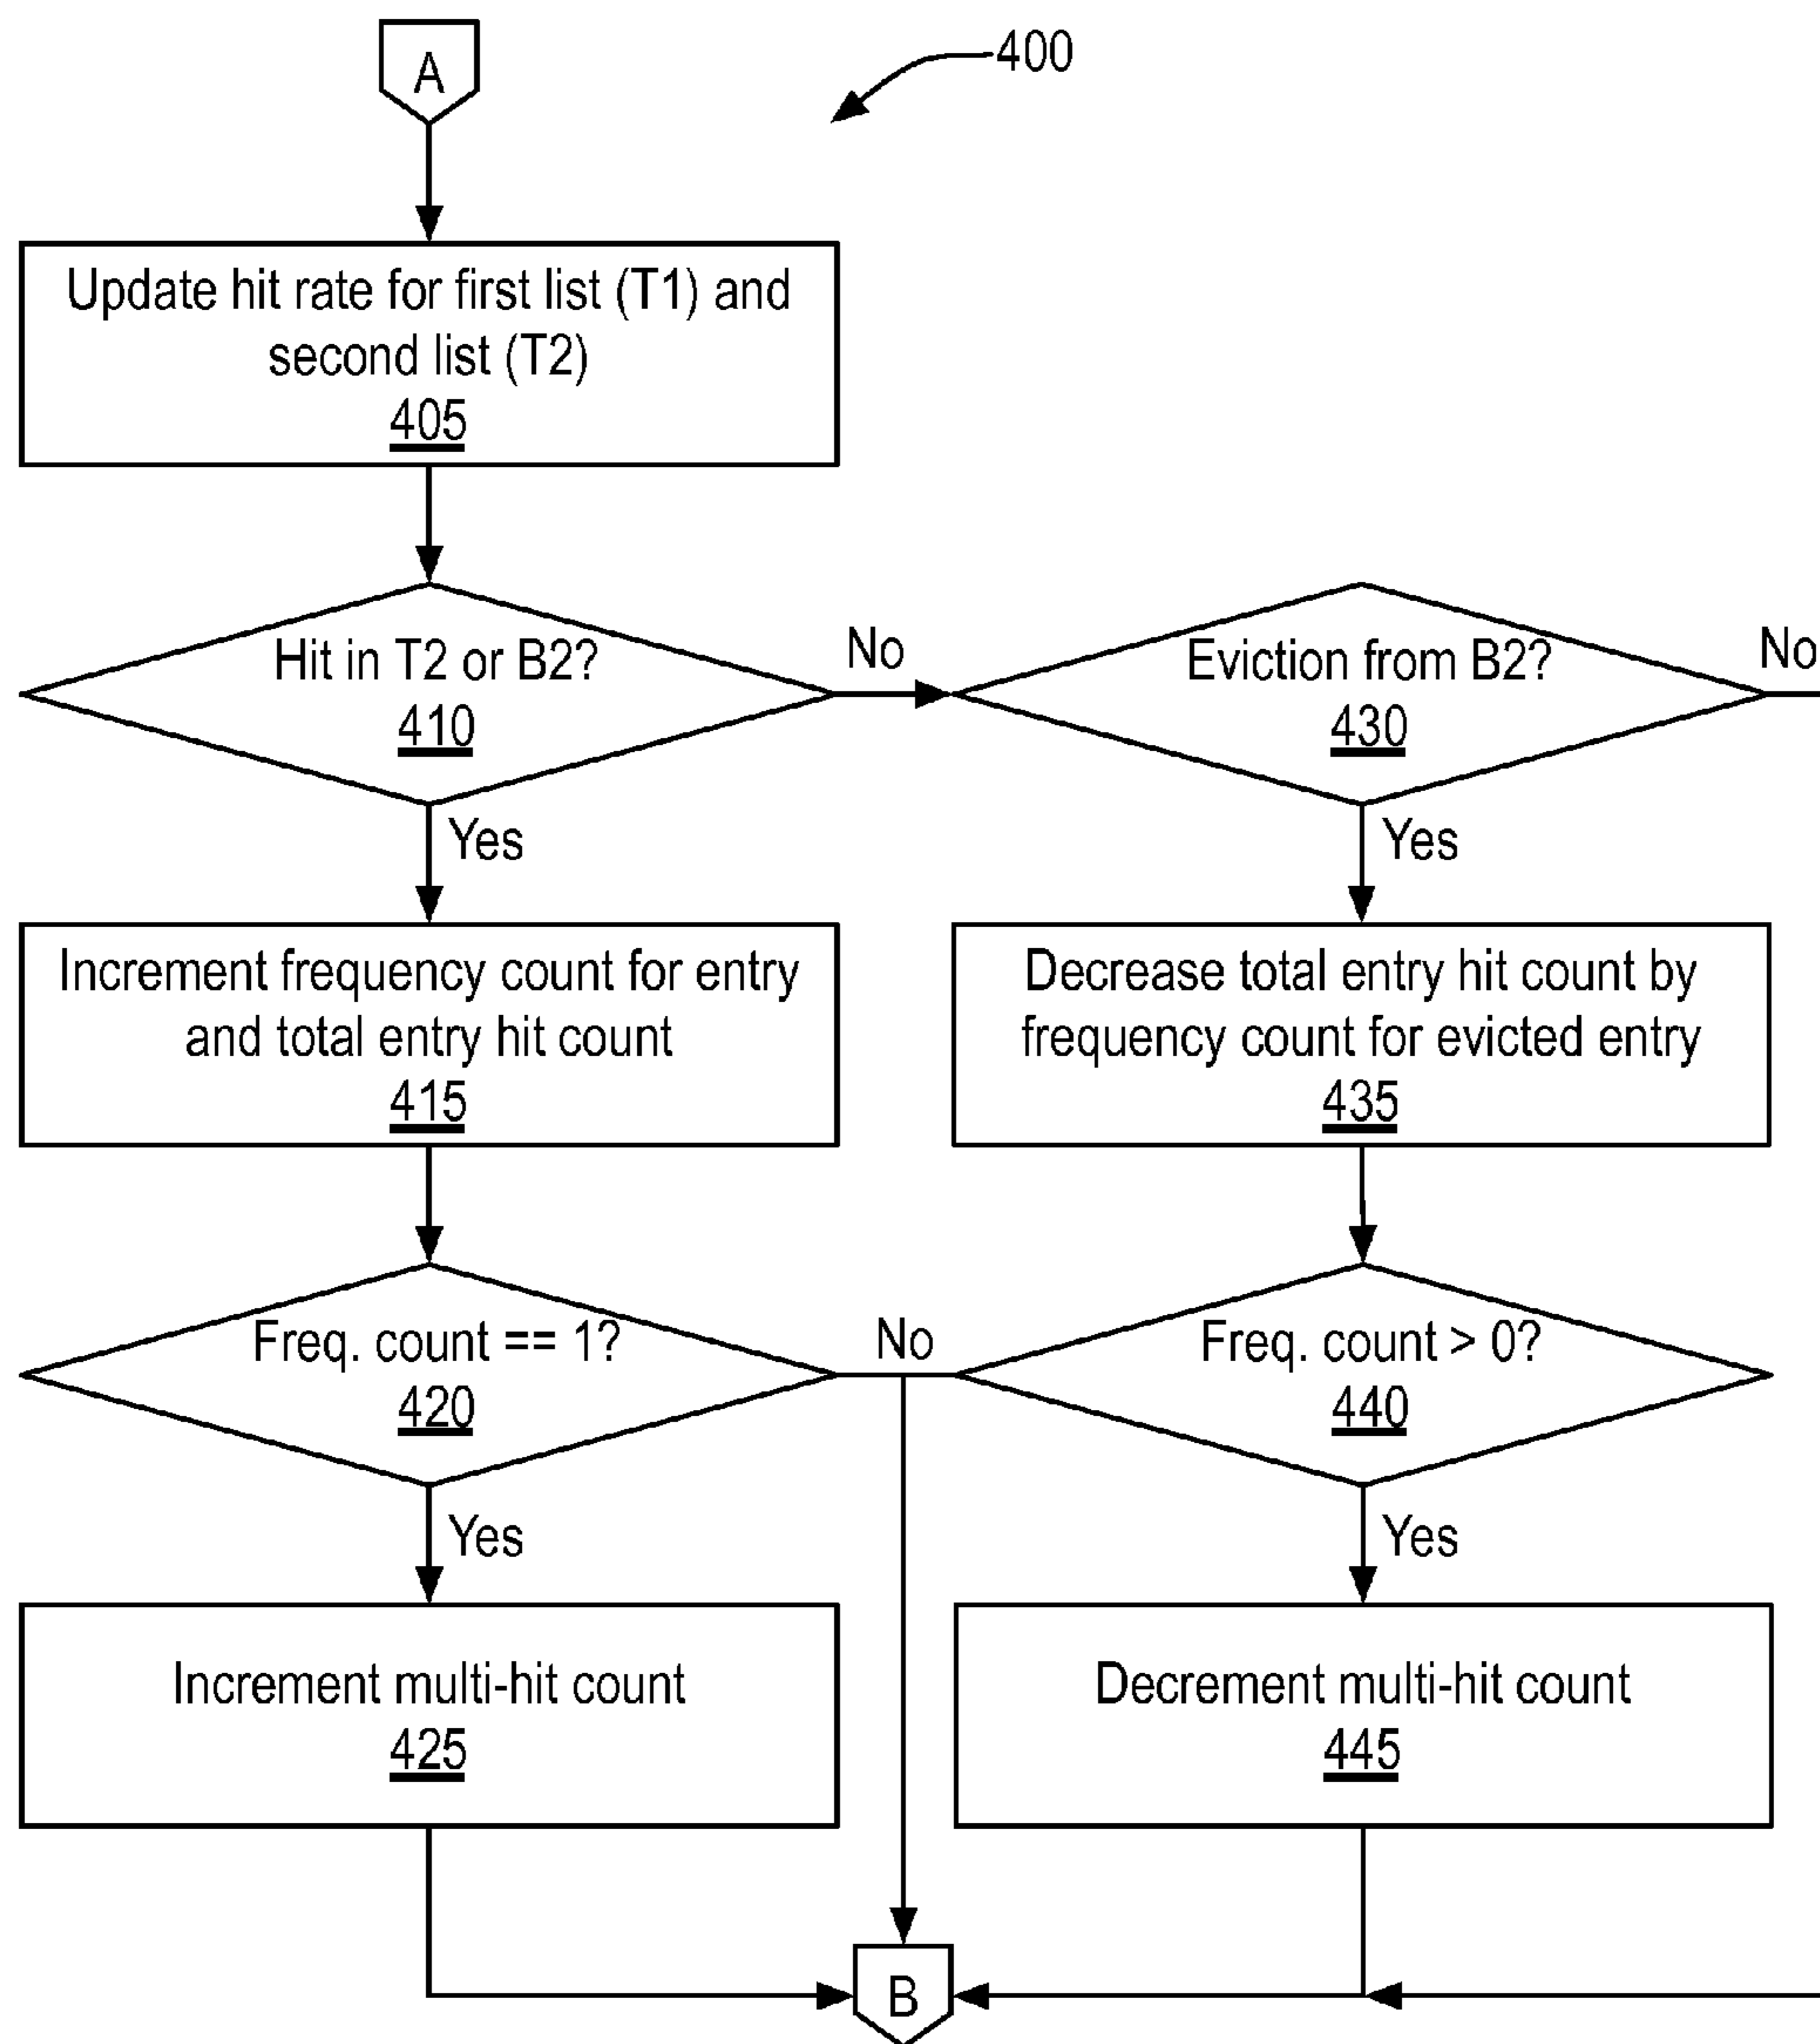 A
400
Update hit rate for first list (T1) and
second list (T2)
405
Hit in T2 or B2?
410
No
Eviction from B2?
430
No
Yes
Yes
Increment frequency count for entry
and total entry hit count
415
Decrease total entry hit count by
frequency count for evicted entry
435
Freq. count == 1?
420
No
Freq. count > 0?
440
Yes
Yes
Increment multi-hit count
425
Decrement multi-hit count
445
B